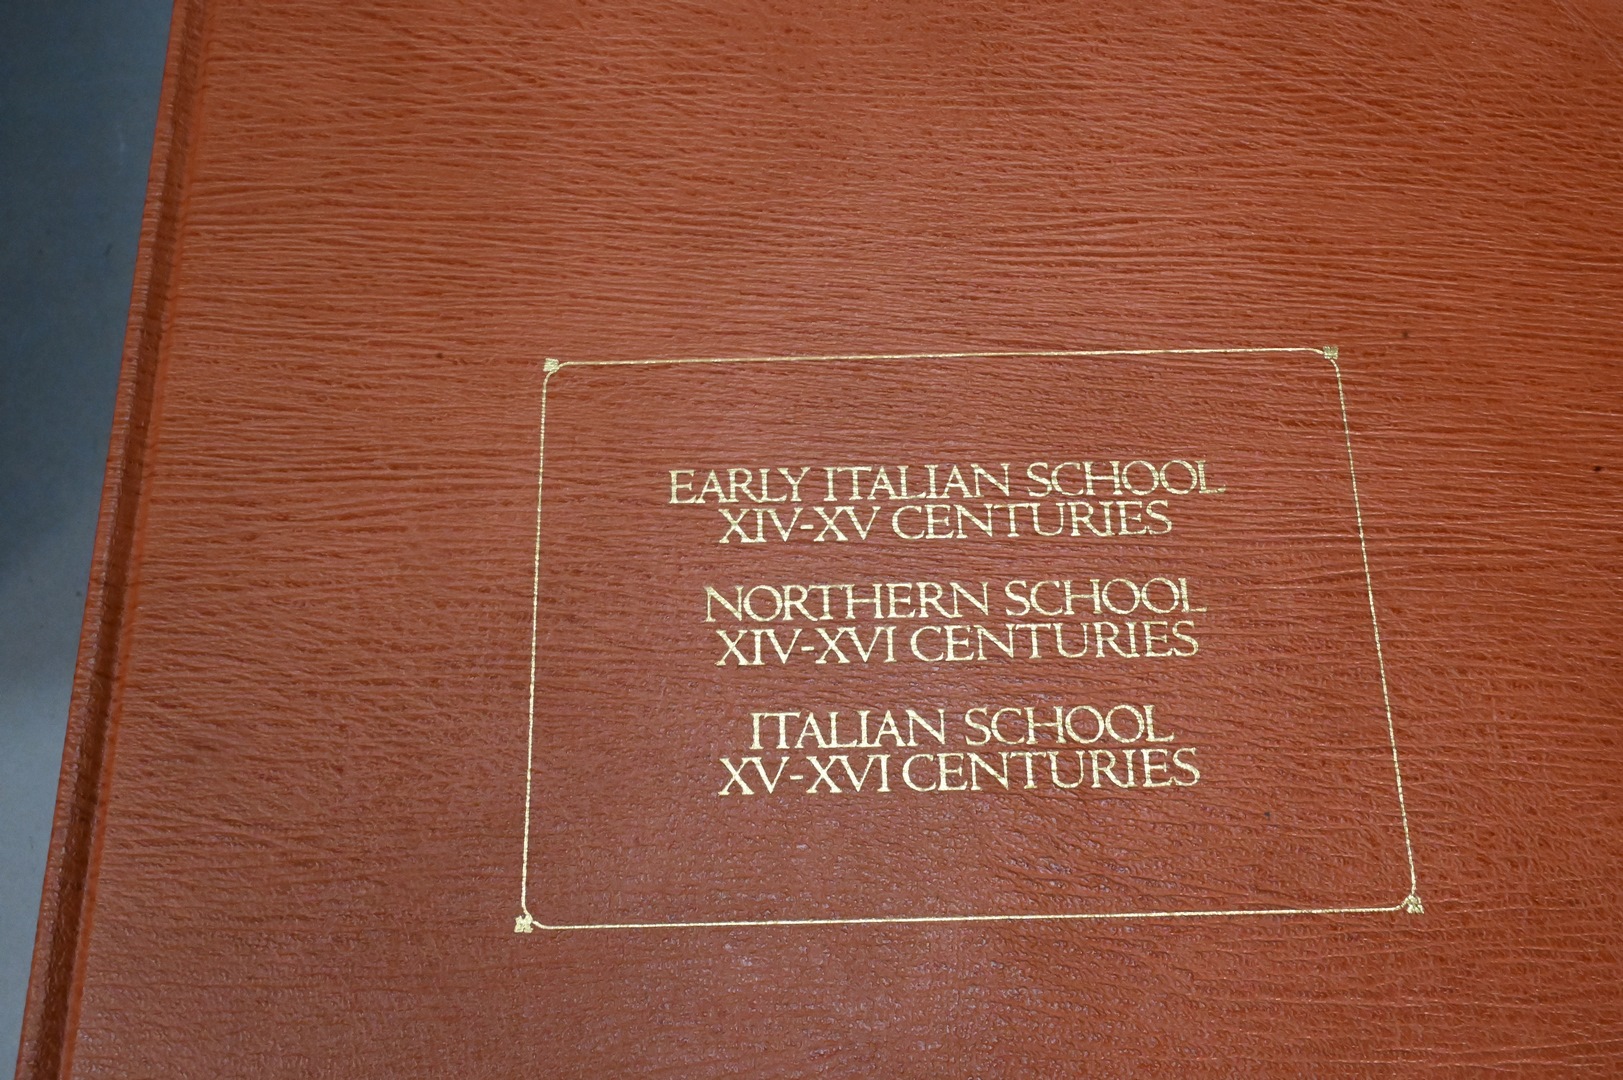 EARLY ITALIAN SCHOOL
XIV-XV CENTURIES
NORTHERN SCHOOL
XIV-XVI CENTURIES
ITALIAN SCHOOL
XV-XVI CENTURIES